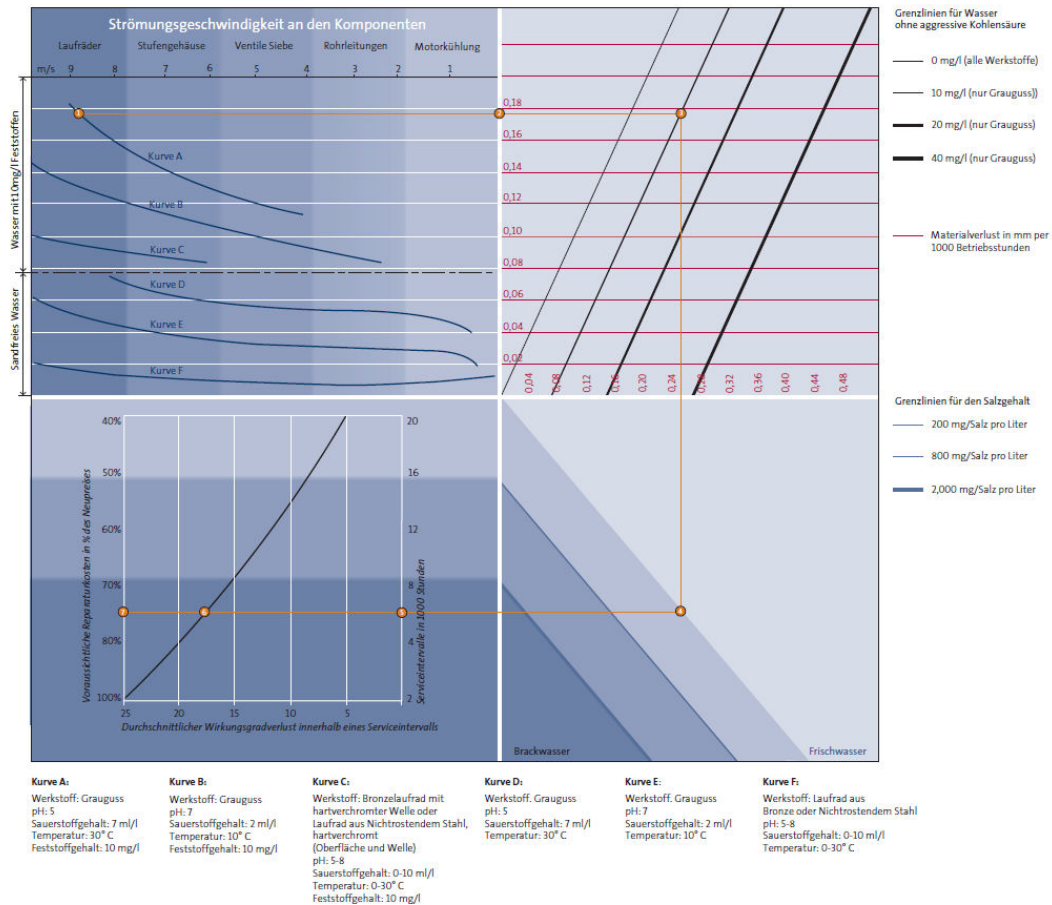 Strömungsgeschwindigkeit an den Komponenten
Laufräder Stufengehäuse Ventile Siebe Rohrleitungen Motorkühlung
m/s 9 8 7 6 5 4 3 2 1
Wasser mit 10mg/l Feststoffen
Sandfreies Wasser
Kurve A
Kurve B
Kurve C
Kurve D
Kurve E
Kurve F
1
2
3
0,18
0,16
0,14
0,12
0,10
0,08
0,06
0,04
0,02
0,04 0,08 0,12 0,16 0,20 0,24 0,28 0,32 0,36 0,40 0,44 0,48
Grenzlinien für Wasser
ohne aggressive Kohlensäure
0 mg/l (alle Werkstoffe)
10 mg/l (nur Grauguss))
20 mg/l (nur Grauguss)
40 mg/l (nur Grauguss)
Materialverlust in mm per
1000 Betriebsstunden
Grenzlinien für den Salzgehalt
200 mg/Salz pro Liter
800 mg/Salz pro Liter
2,000 mg/Salz pro Liter
Voraussichtliche Reparaturkosten in % des Neupreises
40%
50%
60%
70%
80%
100%
20
16
12
8
4
2
Serviceintervalle in 1000 Stunden
7
6
5
4
25 20 15 10 5
Durchschnittlicher Wirkungsgradverlust innerhalb eines Serviceintervalls
Brackwasser
Frischwasser
Kurve A:
Werkstoff: Grauguss
pH: 5
Sauerstoffgehalt: 7 ml/l
Temperatur: 30° C
Feststoffgehalt: 10 mg/l
Kurve B:
Werkstoff: Grauguss
pH: 7
Sauerstoffgehalt: 2 ml/l
Temperatur: 10° C
Feststoffgehalt: 10 mg/l
Kurve C:
Werkstoff: Bronzelaufrad mit
hartverchromter Welle oder
Laufrad aus Nichtrostendem Stahl,
hartverchromt
(Oberfläche und Welle)
pH: 5-8
Sauerstoffgehalt: 0-10 ml/l
Temperatur: 0-30° C
Feststoffgehalt: 10 mg/l
Kurve D:
Werkstoff. Grauguss
pH: 5
Sauerstoffgehalt: 7 ml/l
Temperatur: 30° C
Kurve E:
Werkstoff: Grauguss
pH: 7
Sauerstoffgehalt: 2 ml/l
Temperatur: 10° C
Kurve F:
Werkstoff: Laufrad aus
Bronze oder Nichtrostendem Stahl
pH: 5-8
Sauerstoffgehalt: 0-10 ml/l
Temperatur: 0-30° C